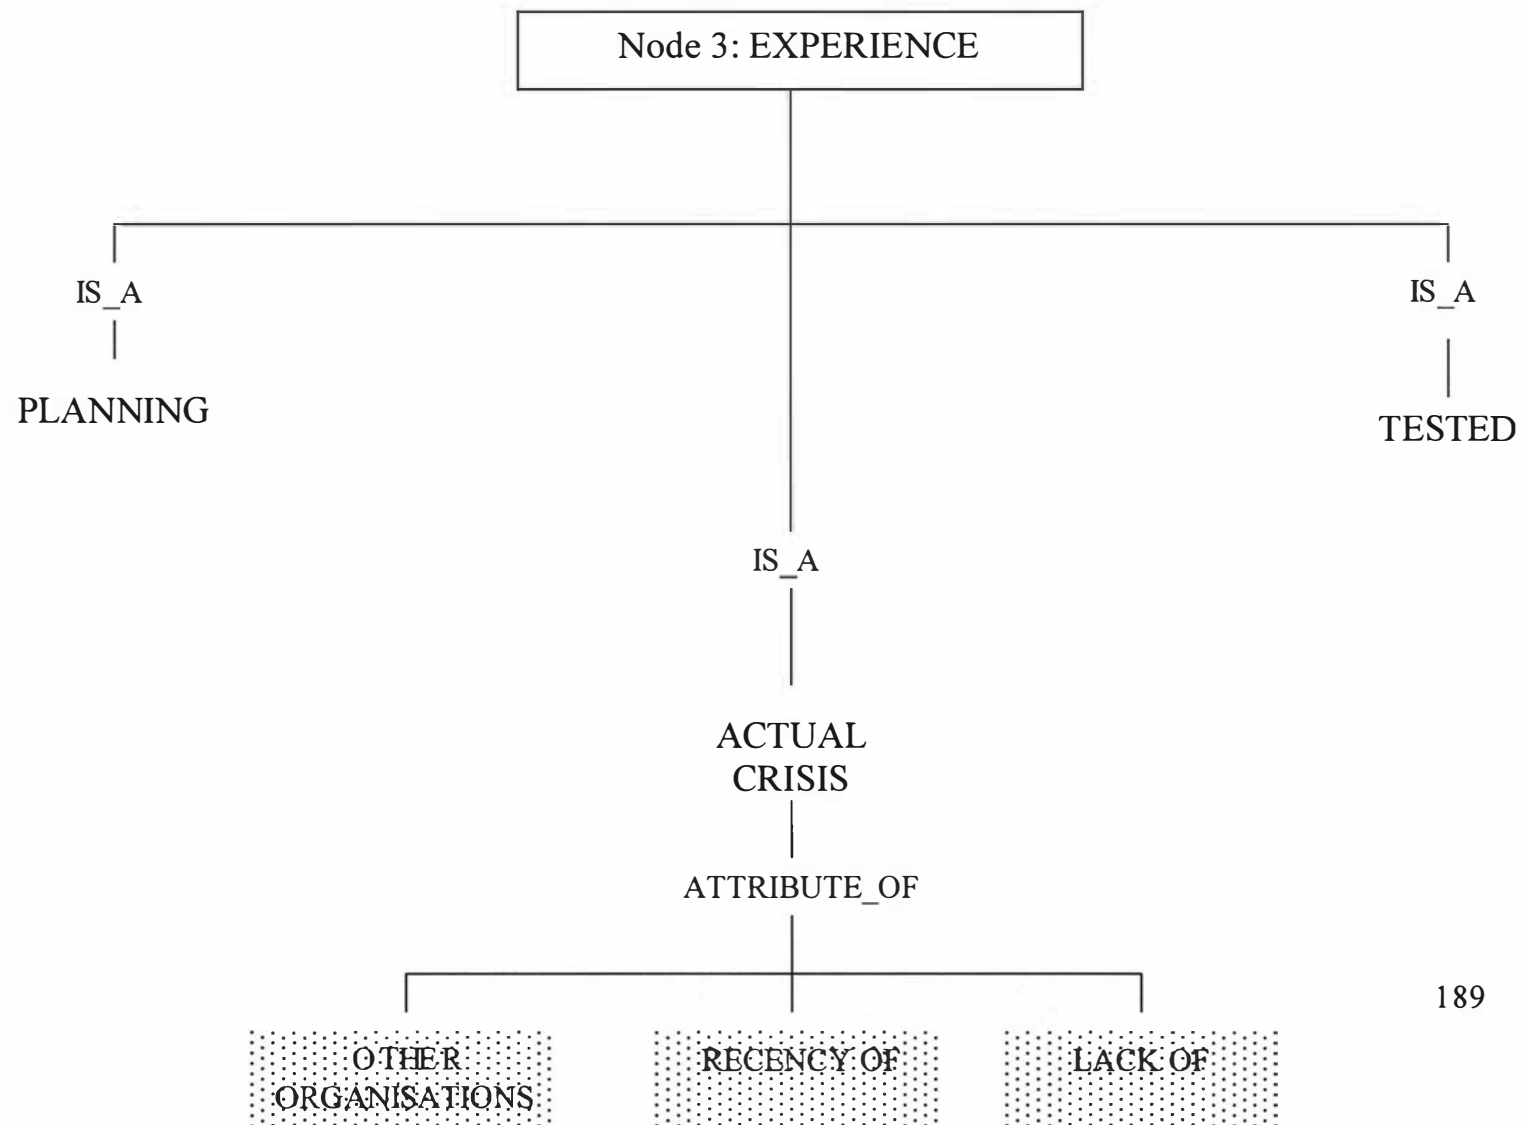 Node 3: EXPERIENCE
IS_A
IS_A
PLANNING
TESTED
IS_A
ACTUAL
CRISIS
ATTRIBUTE_OF
189
OTHER
ORGANISATIONS
RECENCY OF
LACK OF